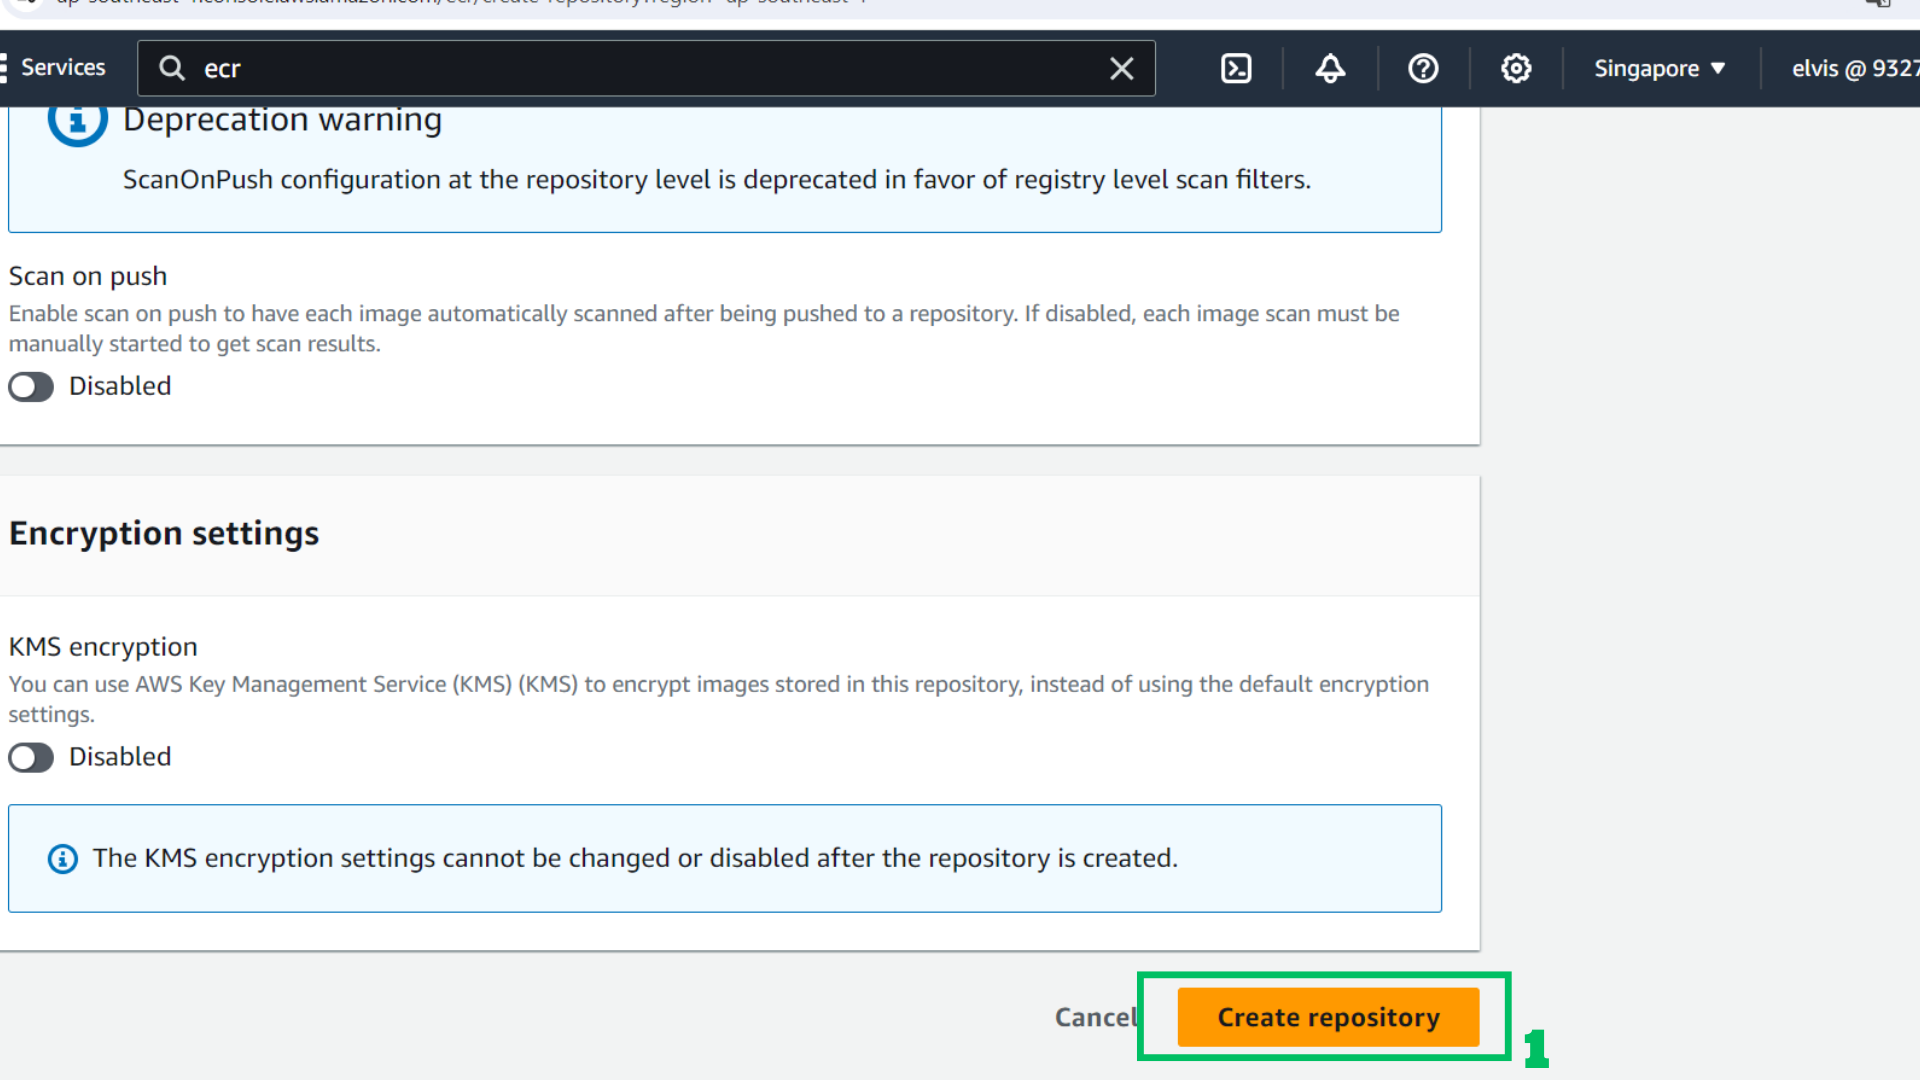 Services
ecr
Singapore
elvis @ 9327
Deprecation warning
ScanOnPush configuration at the repository level is deprecated in favor of registry level scan filters.
Scan on push
Enable scan on push to have each image automatically scanned after being pushed to a repository. If disabled, each image scan must be
manually started to get scan results.
Disabled
Encryption settings
KMS encryption
You can use AWS Key Management Service (KMS) (KMS) to encrypt images stored in this repository, instead of using the default encryption
settings.
Disabled
The KMS encryption settings cannot be changed or disabled after the repository is created.
Cancel
Create repository
1